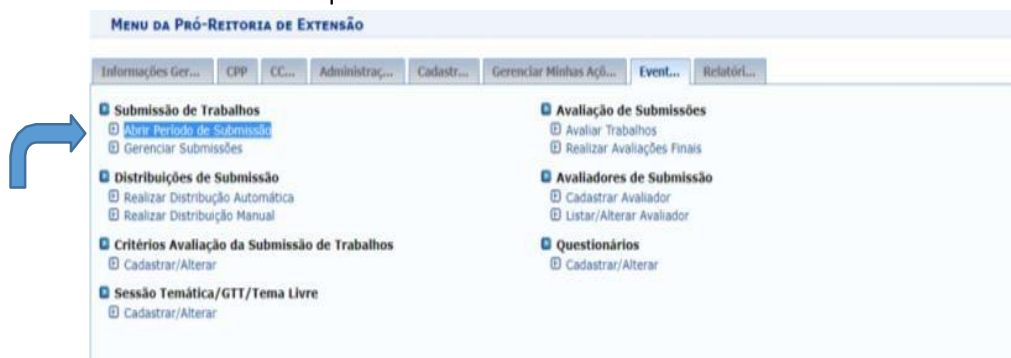 MENU DA PRÓ-REITORIA DE EXTENSÃO
Informações Ger... CPP CC... Administraç... Cadastr... Gerenciar Minhas Açõ... Event... Relatóri...
Submissão de Trabalhos
Abrir Período de Submissão
Gerenciar Submissões
Distribuições de Submissão
Realizar Distribução Automática
Realizar Distribuição Manual
Critérios Avaliação da Submissão de Trabalhos
Cadastrar/Alterar
Sessão Temática/GTT/Tema Livre
Cadastrar/Alterar
Avaliação de Submissões
Avaliar Trabalhos
Realizar Avaliações Finais
Avaliadores de Submissão
Cadastrar Avaliador
Listar/Alterar Avaliador
Questionários
Cadastrar/Alterar